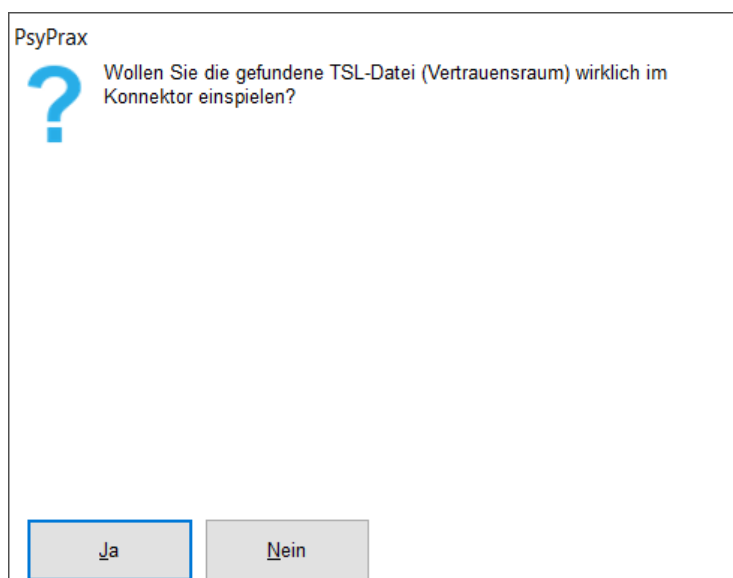 PsyPrax
Wollen Sie die gefundene TSL-Datei (Vertrauensraum) wirklich im
Konnektor einspielen?
Ja
Nein